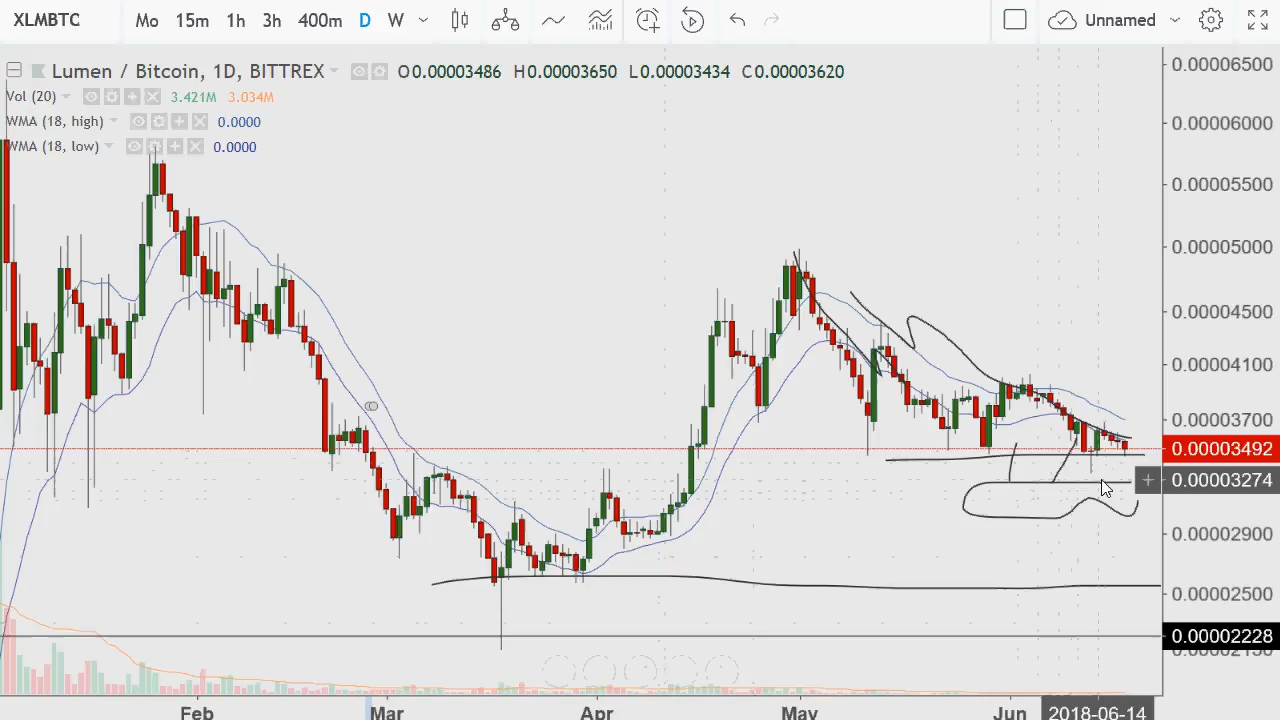 XLMBTC Mo 15m 1h 3h 400m D W Unnamed
Lumen / Bitcoin, 1D, BITTREX O0.00003486 H0.00003650 L0.00003434 C0.00003620
Vol (20) 3.421M 3.034M
WMA (18, high) 0.0000
WMA (18, low) 0.0000
0.00006500
0.00006000
0.00005500
0.00005000
0.00004500
0.00004100
0.00003700
0.00003492
0.00003274
0.00002900
0.00002500
0.00002228
Feb Mar Apr May Jun 2018-06-14